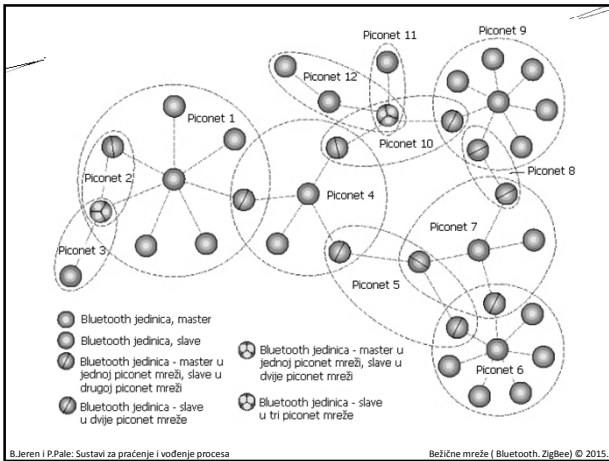 Piconet 11
Piconet 9
Piconet 12
Piconet 1
Piconet 10
Piconet 2
Piconet 8
Piconet 4
Piconet 7
Piconet 3
Piconet 5
Piconet 6
Bluetooth jedinica, master
Bluetooth jedinica, slave
Bluetooth jedinica - master u
jednoj piconet mreži, slave u
drugoj piconet mreži
Bluetooth jedinica - slave
u dvije piconet mreže
Bluetooth jedinica - master u
jednoj piconet mreži, slave u
dvije piconet mreži
Bluetooth jedinica - slave
u tri piconet mreže
B.Jeren i P.Pale: Sustavi za praćenje i vođenje procesa
Bežične mreže ( Bluetooth. ZigBee) © 2015.